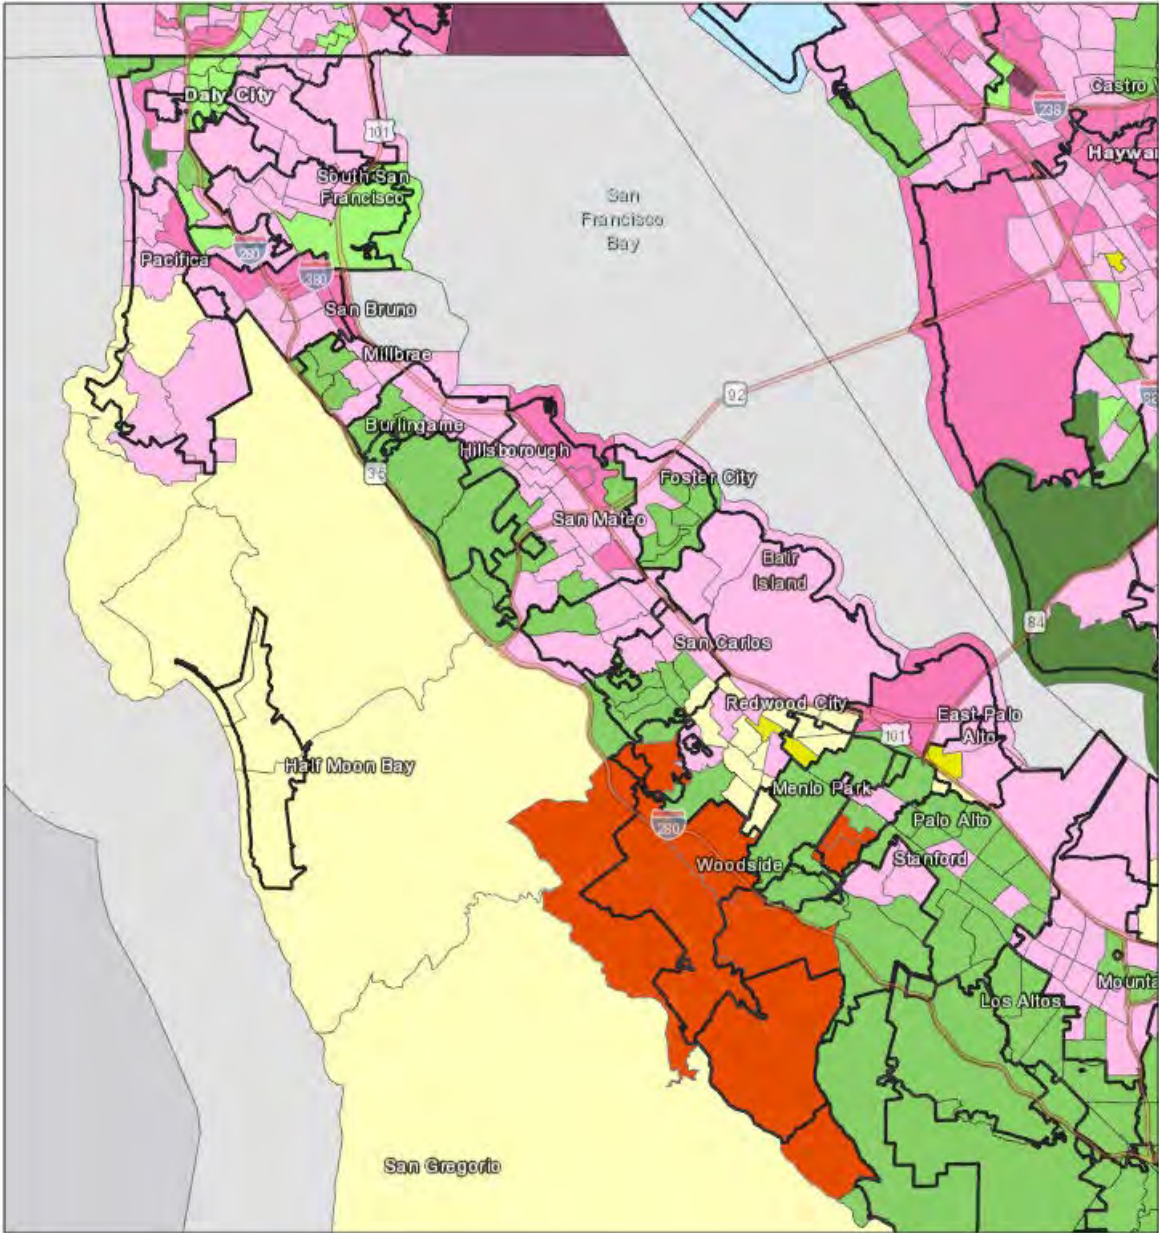 Daly City
101
South San
Francisco
San
Francisco
Bay
Castro V
238
Haywar
Pacifica
280
380
San Bruno
Millbrae
92
Burlingame
Hillsborough
35
Foster City
San Mateo
Bair
Island
84
San Carlos
Redwood City
East Palo
Alto
101
Half Moon Bay
Menlo Park
Palo Alto
280
Woodside
Stanford
Los Altos
Mounta
San Gregorio